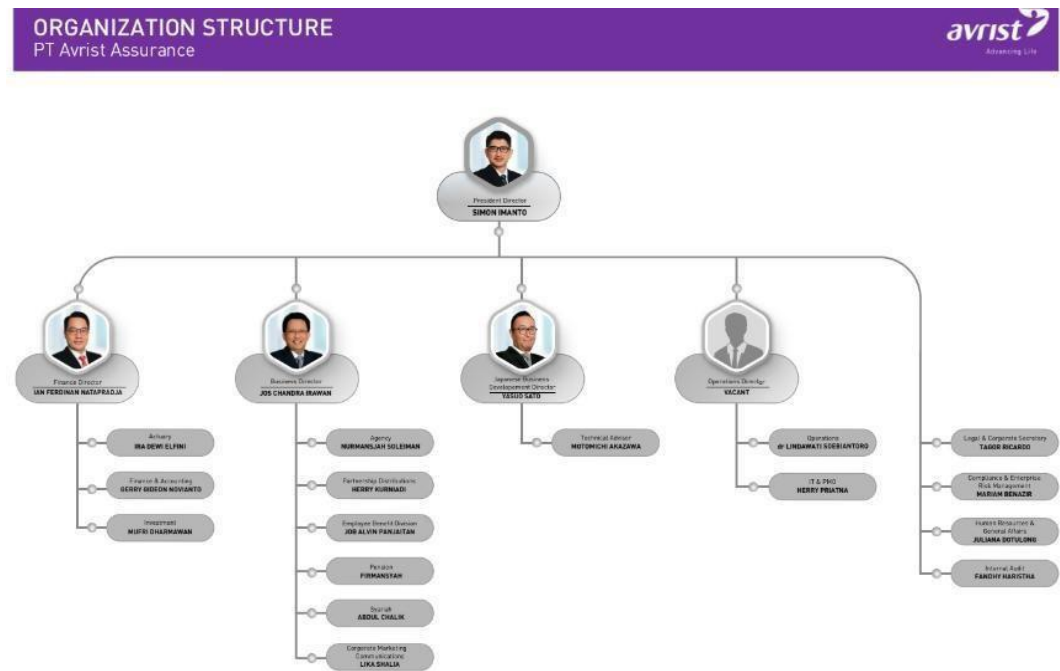 ORGANIZATION STRUCTURE
PT Avrist Assurance
avrist
Advancing Life
President Director
SIMON IMANTO
Finance Director
IAN FERDINAN NATAPRADJA
Business Director
JOS CHANDRA IRAWAN
Japanese Business
Developement Director
YASUO SATO
Operations Director
VACANT
Actuary
IRA DEWI ELFINI
Finance & Accounting
GERRY GIDEON NOVIANTO
Investment
MUFRI DHARMAWAN
Agency
NURMANSJAH SOLEIMAN
Partnership Distributions
HERRY KURNIADI
Employee Benefit Division
JOB ALVIN PANJAITAN
Pension
FIRMANSYAH
Syariah
ABDUL CHALIK
Corporate Marketing
Communications
LIKA SHALIA
Technical Advisor
MOTOMICHI AKAZAWA
Operations
dr LINDAWATI SOEBIANTORO
IT & PMO
HERRY PRIATNA
Legal & Corporate Secretary
TAGOR RICARDO
Compliance & Enterprise
Risk Management
MARIAM BENAZIR
Human Resources &
General Affairs
JULIANA DOTULONG
Internal Audit
FANDHY HARISTHA